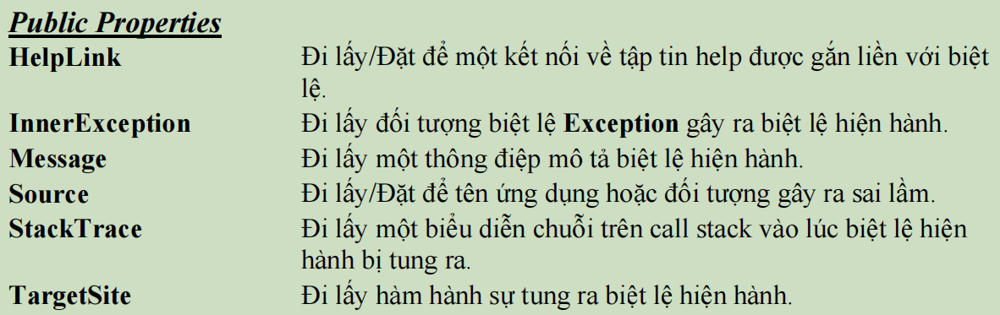 Public Properties
HelpLink Đi lấy/Đặt để một kết nối về tập tin help được gắn liền với biệt
lệ.
InnerException Đi lấy đối tượng biệt lệ Exception gây ra biệt lệ hiện hành.
Message Đi lấy một thông điệp mô tả biệt lệ hiện hành.
Source Đi lấy/Đặt để tên ứng dụng hoặc đối tượng gây ra sai lầm.
StackTrace Đi lấy một biểu diễn chuỗi trên call stack vào lúc biệt lệ hiện
hành bị tung ra.
TargetSite Đi lấy hàm hành sự tung ra biệt lệ hiện hành.